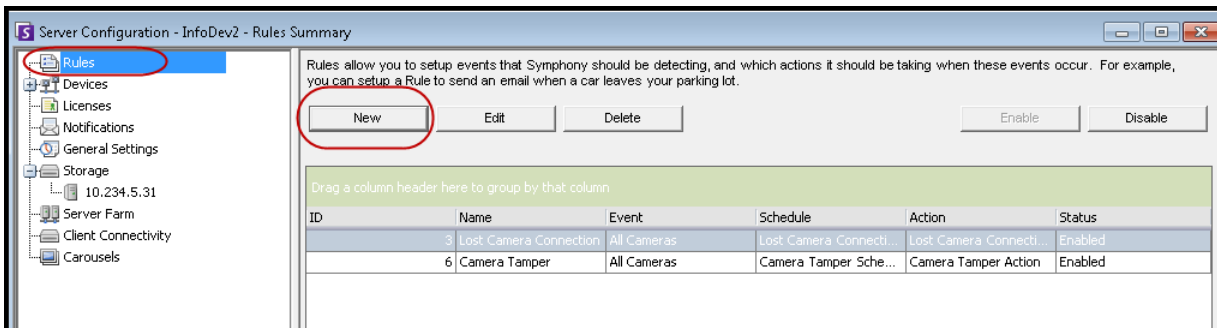 Server Configuration - InfoDev2 - Rules Summary
Rules
Devices
Licenses
Notifications
General Settings
Storage
10.234.5.31
Server Farm
Client Connectivity
Carousels
Rules allow you to setup events that Symphony should be detecting, and which actions it should be taking when these events occur. For example,
you can setup a Rule to send an email when a car leaves your parking lot.
New Edit Delete Enable Disable
Drag a column header here to group by that column
ID Name Event Schedule Action Status
3 Lost Camera Connection All Cameras Lost Camera Connecti... Lost Camera Connecti... Enabled
6 Camera Tamper All Cameras Camera Tamper Sche... Camera Tamper Action Enabled